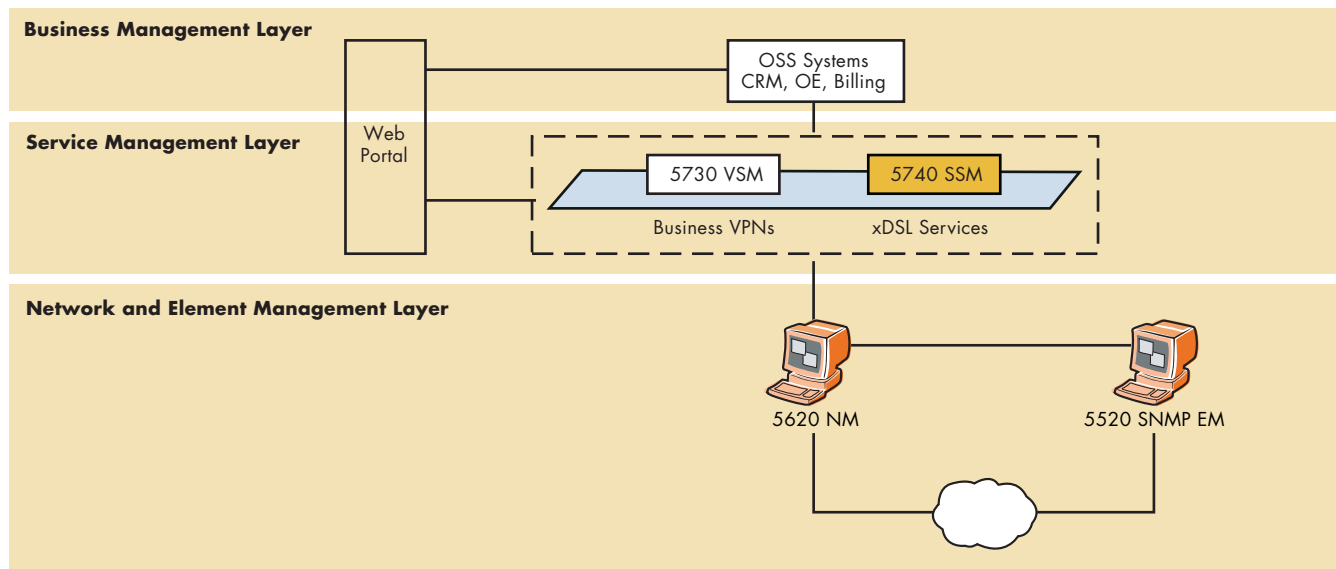 Business Management Layer
OSS Systems
CRM, OE, Billing
Service Management Layer
Web
Portal
5730 VSM
5740 SSM
Business VPNs
xDSL Services
Network and Element Management Layer
5620 NM
5520 SNMP EM